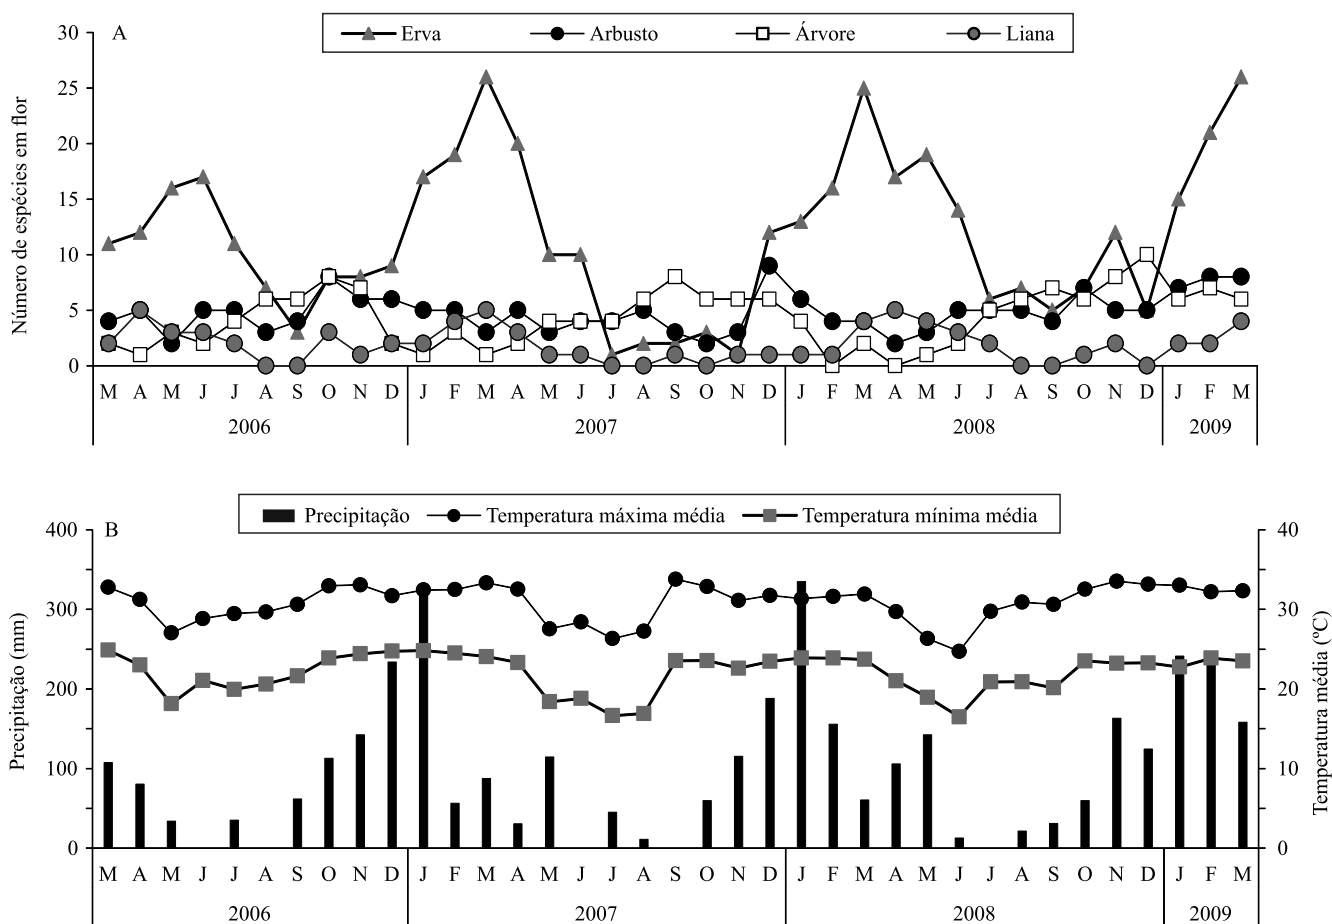 A
Erva Arbusto Árvore Liana
Número de espécies em flor
30
25
20
15
10
5
0
M A M J J A S O N D J F M A M J J A S O N D J F M A M J J A S O N D J F M
2006 2007 2008 2009
B
Precipitação Temperatura máxima média Temperatura mínima média
Precipitação (mm)
400
300
200
100
0
40
30
20
10
0
Temperatura média (ºC)
M A M J J A S O N D J F M A M J J A S O N D J F M A M J J A S O N D J F M
2006 2007 2008 2009